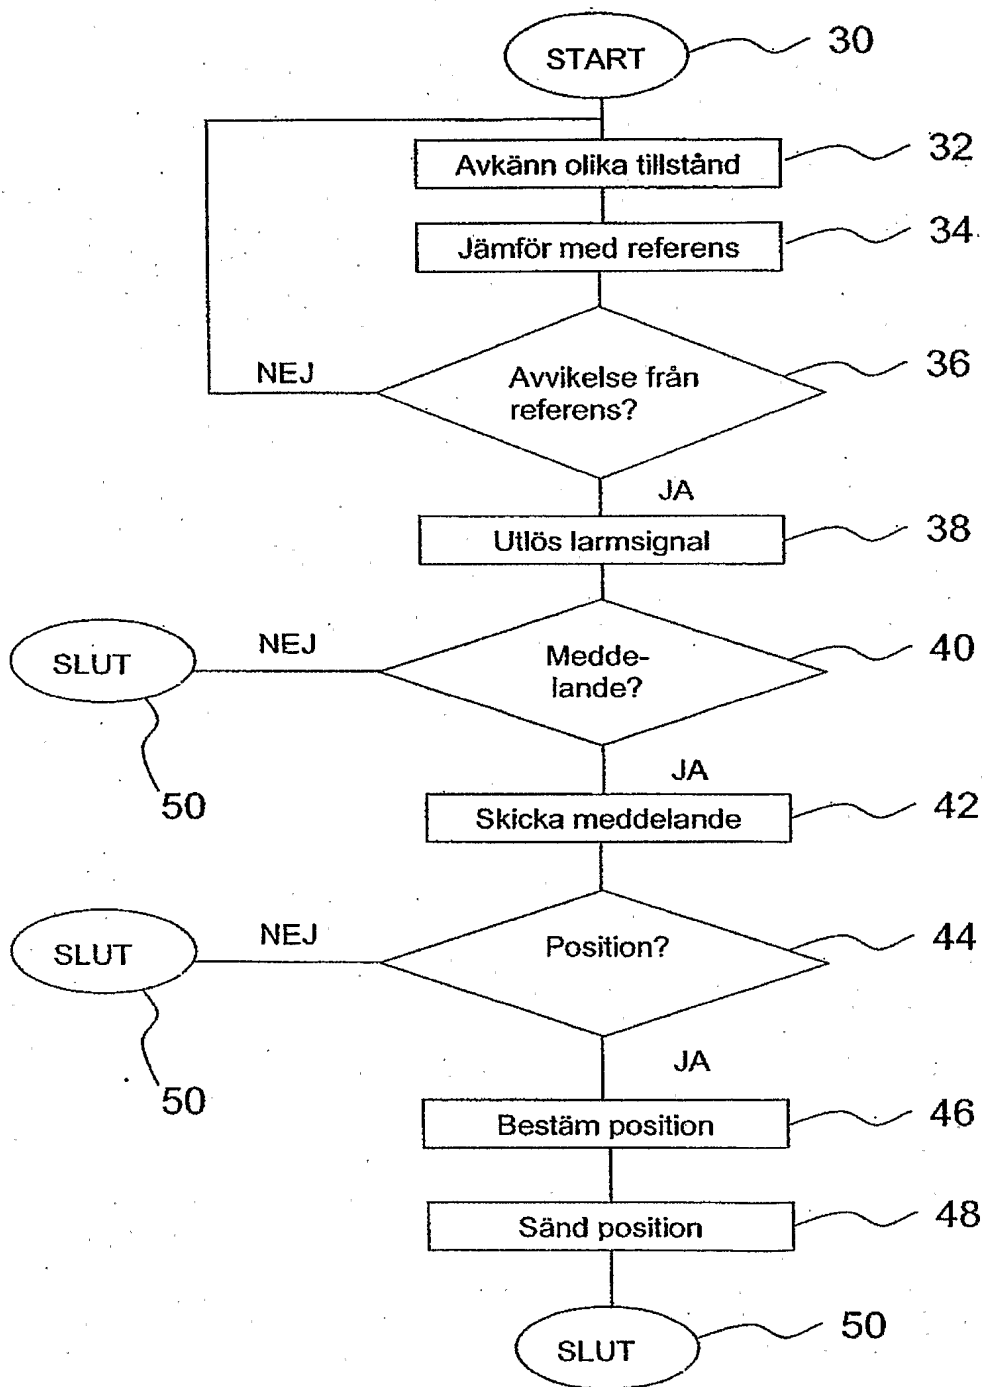 START
30
Avkänn olika tillstånd
32
Jämför med referens
34
Avvikelse från
referens?
36
NEJ
JA
Utlös larmsignal
38
Medde-
lande?
40
NEJ
SLUT
50
JA
Skicka meddelande
42
Position?
44
NEJ
SLUT
50
JA
Bestäm position
46
Sänd position
48
SLUT
50